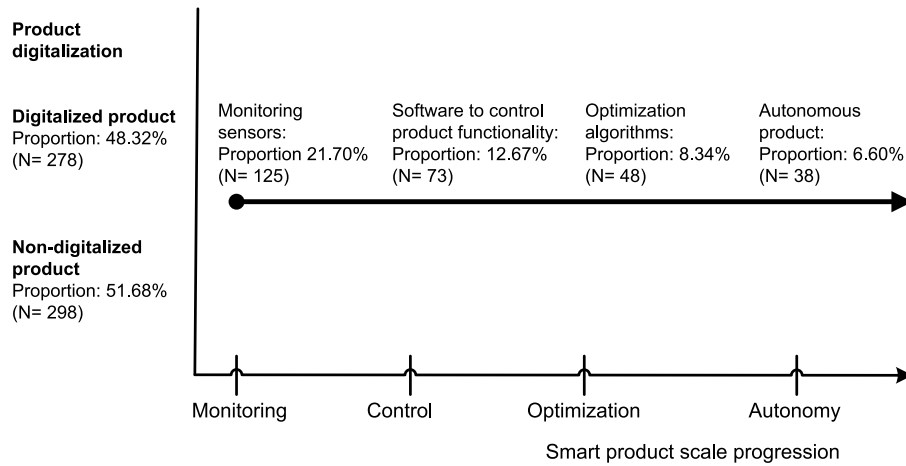 Product
digitalization
Digitalized product
Proportion: 48.32%
(N= 278)
Monitoring
sensors:
Proportion 21.70%
(N= 125)
Software to control
product functionality:
Proportion: 12.67%
(N= 73)
Optimization
algorithms:
Proportion: 8.34%
(N= 48)
Autonomous
product:
Proportion: 6.60%
(N= 38)
Non-digitalized
product
Proportion: 51.68%
(N= 298)
Monitoring
Control
Optimization
Autonomy
Smart product scale progression